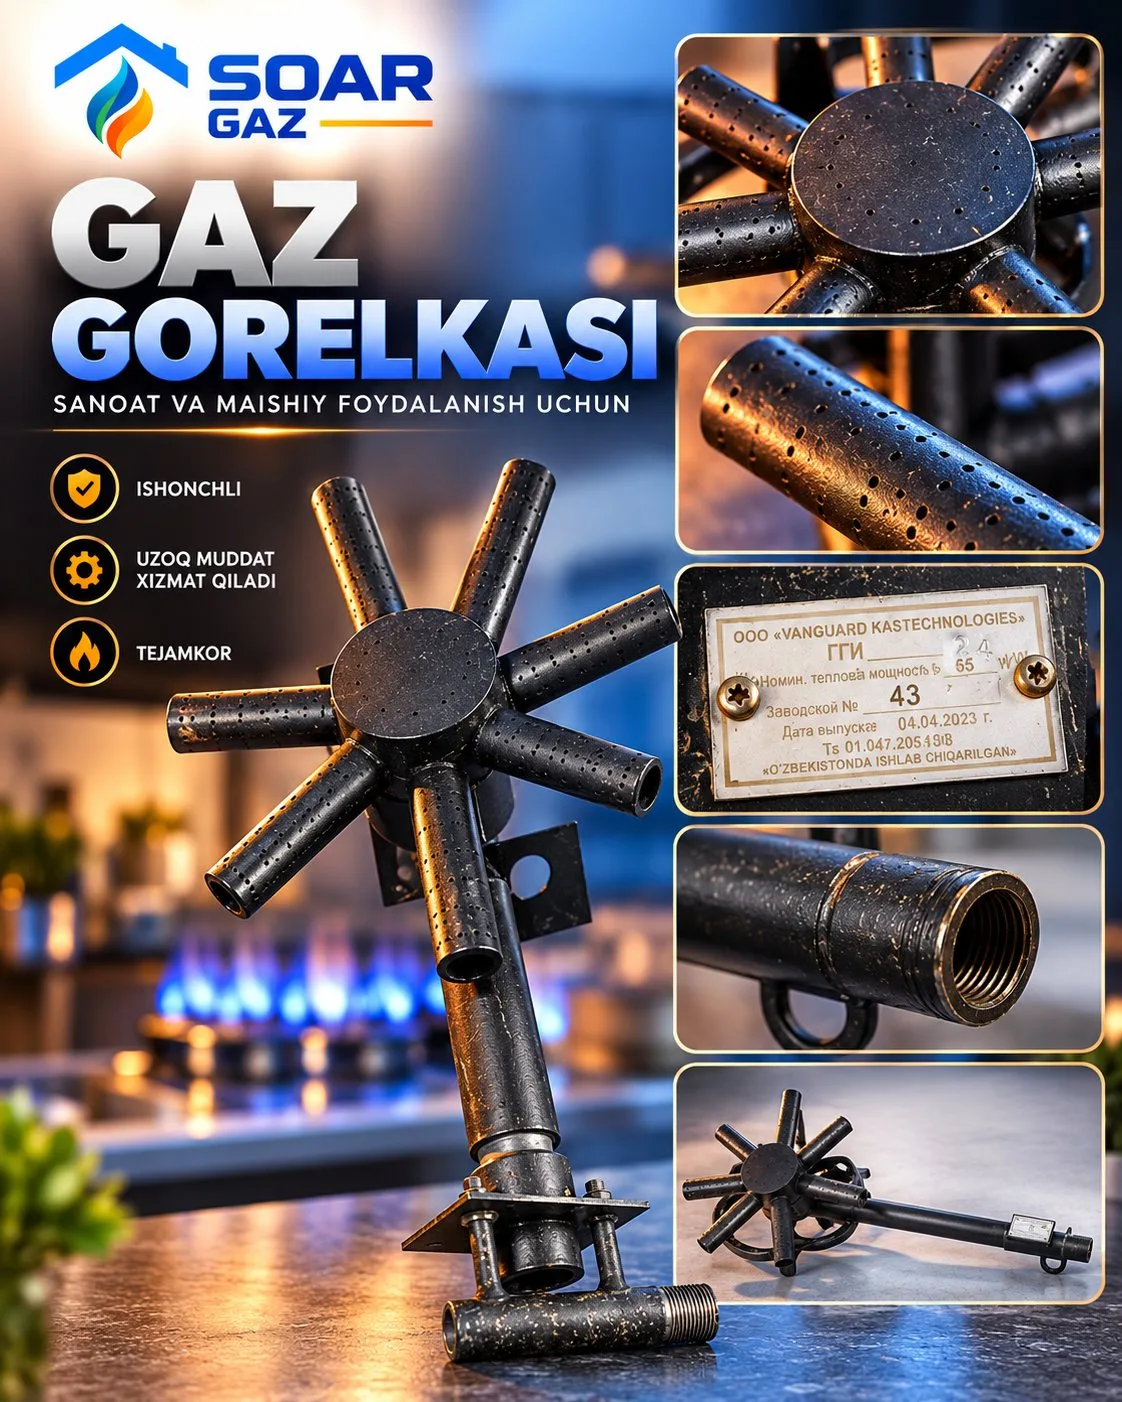 SOAR
GAZ
GAZ
GORELKASI
SANOAT VA MAISHIY FOYDALANISH UCHUN
ISHONCHLI
UZOQ MUDDAT
XIZMAT QILADI
TEJAMKOR
ООО «VANGUARD KASTECHNOLOGIES»
ГГИ 24
Номин. теплова мощность 65
Заводской № 43
Дата выпуска 04.04.2023 г.
«O'ZBEKISTONDA ISHLAB CHIQARILGAN»